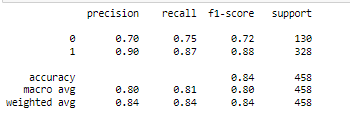 precision recall f1-score support
0 0.70 0.75 0.72 130
1 0.90 0.87 0.88 328
accuracy 0.84 458
macro avg 0.80 0.81 0.80 458
weighted avg 0.84 0.84 0.84 458